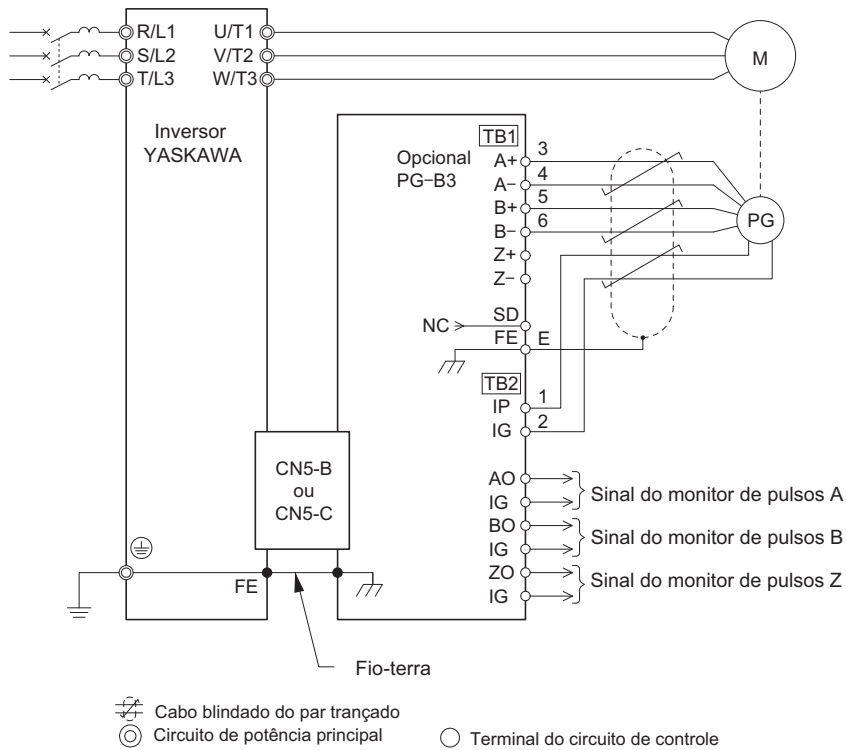 R/L1 U/T1
S/L2 V/T2
T/L3 W/T3
M
Inversor
YASKAWA
Opcional
PG-B3
TB1
A+ 3
A− 4
B+ 5
B− 6
Z+
Z−
PG
NC SD
FE E
TB2
IP 1
IG 2
CN5-B
ou
CN5-C
AO
IG
Sinal do monitor de pulsos A
BO
IG
Sinal do monitor de pulsos B
ZO
IG
Sinal do monitor de pulsos Z
FE
Fio-terra
Cabo blindado do par trançado
Circuito de potência principal
Terminal do circuito de controle